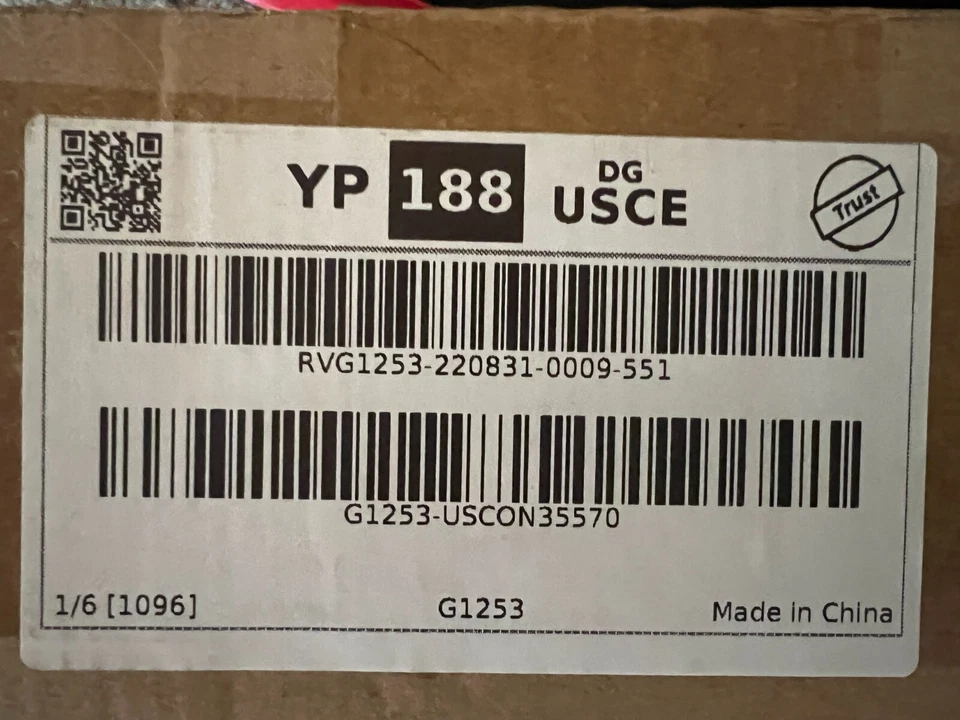 YP 188 DG
USCE
Trust
RVG1253-220831-0009-551
G1253-USCON35570
1/6 [1096] G1253 Made in China